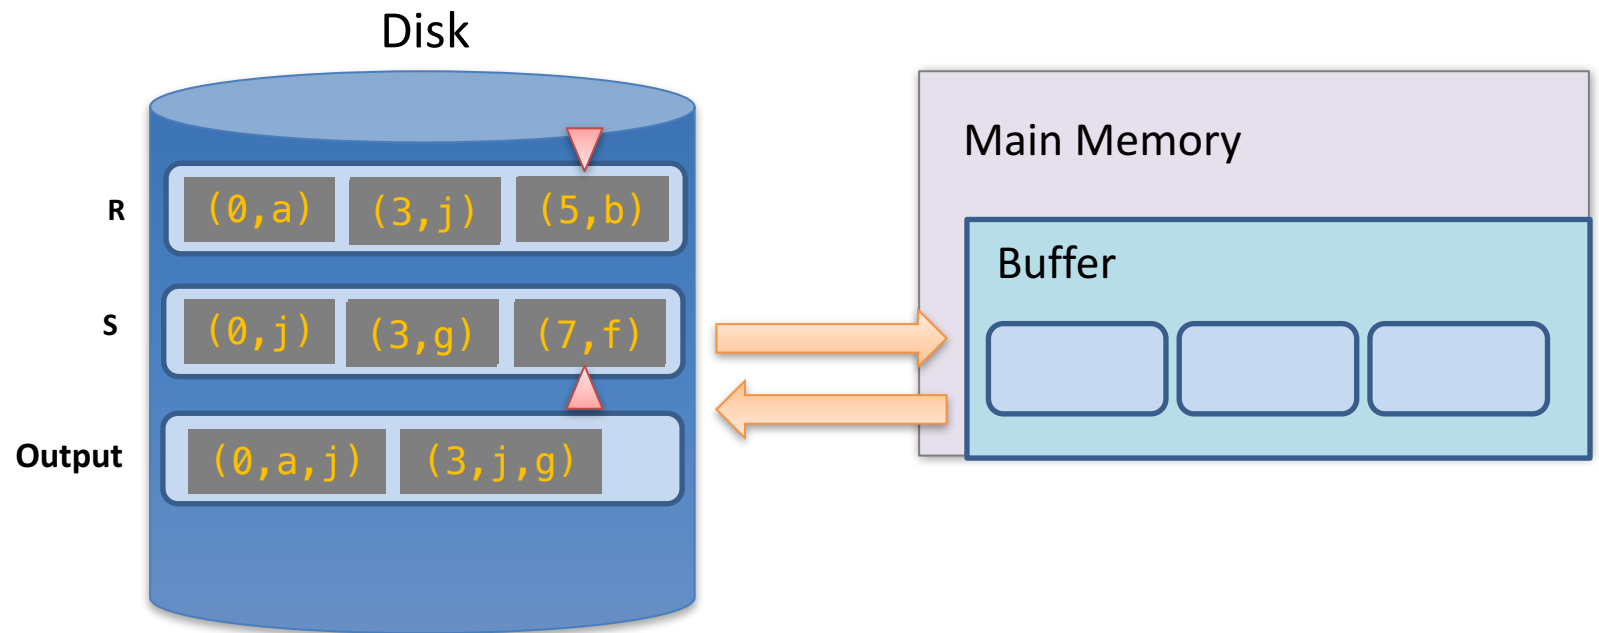 Disk
Main Memory
R
(0,a) (3,j) (5,b)
Buffer
S
(0,j) (3,g) (7,f)
Output
(0,a,j) (3,j,g)